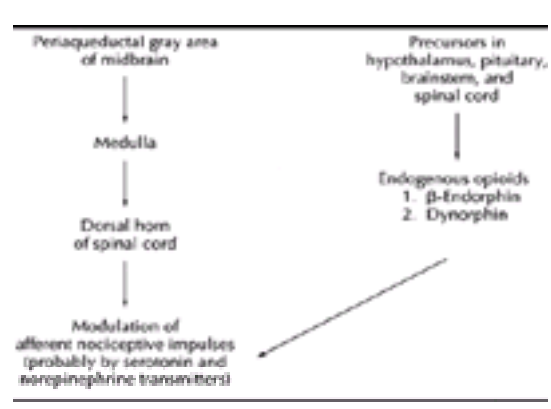 Periaqueductal gray area
of midbrain
Medulla
Dorsal horn
of spinal cord
Modulation of
afferent nociceptive impulses
(probably by serotonin and
norepinephrine transmitters)
Precursors in
hypothalamus, pituitary,
brainstem, and
spinal cord
Endogenous opioids
1. β-Endorphin
2. Dynorphin